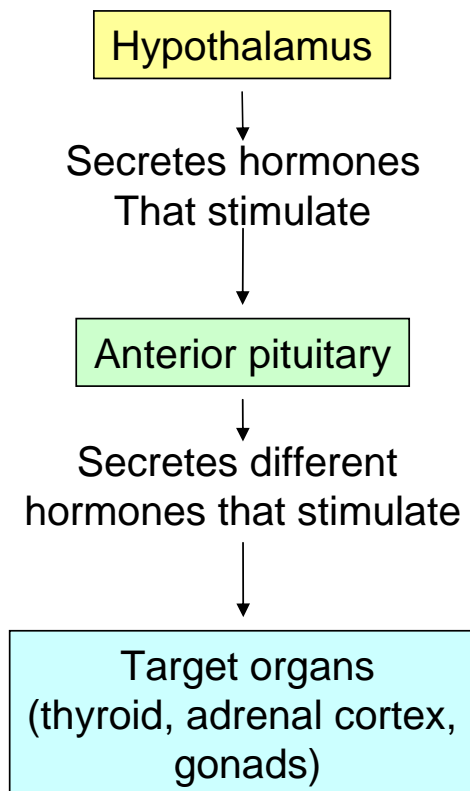 Hypothalamus
Secretes hormones
That stimulate
Anterior pituitary
Secretes different
hormones that stimulate
Target organs
(thyroid, adrenal cortex,
gonads)